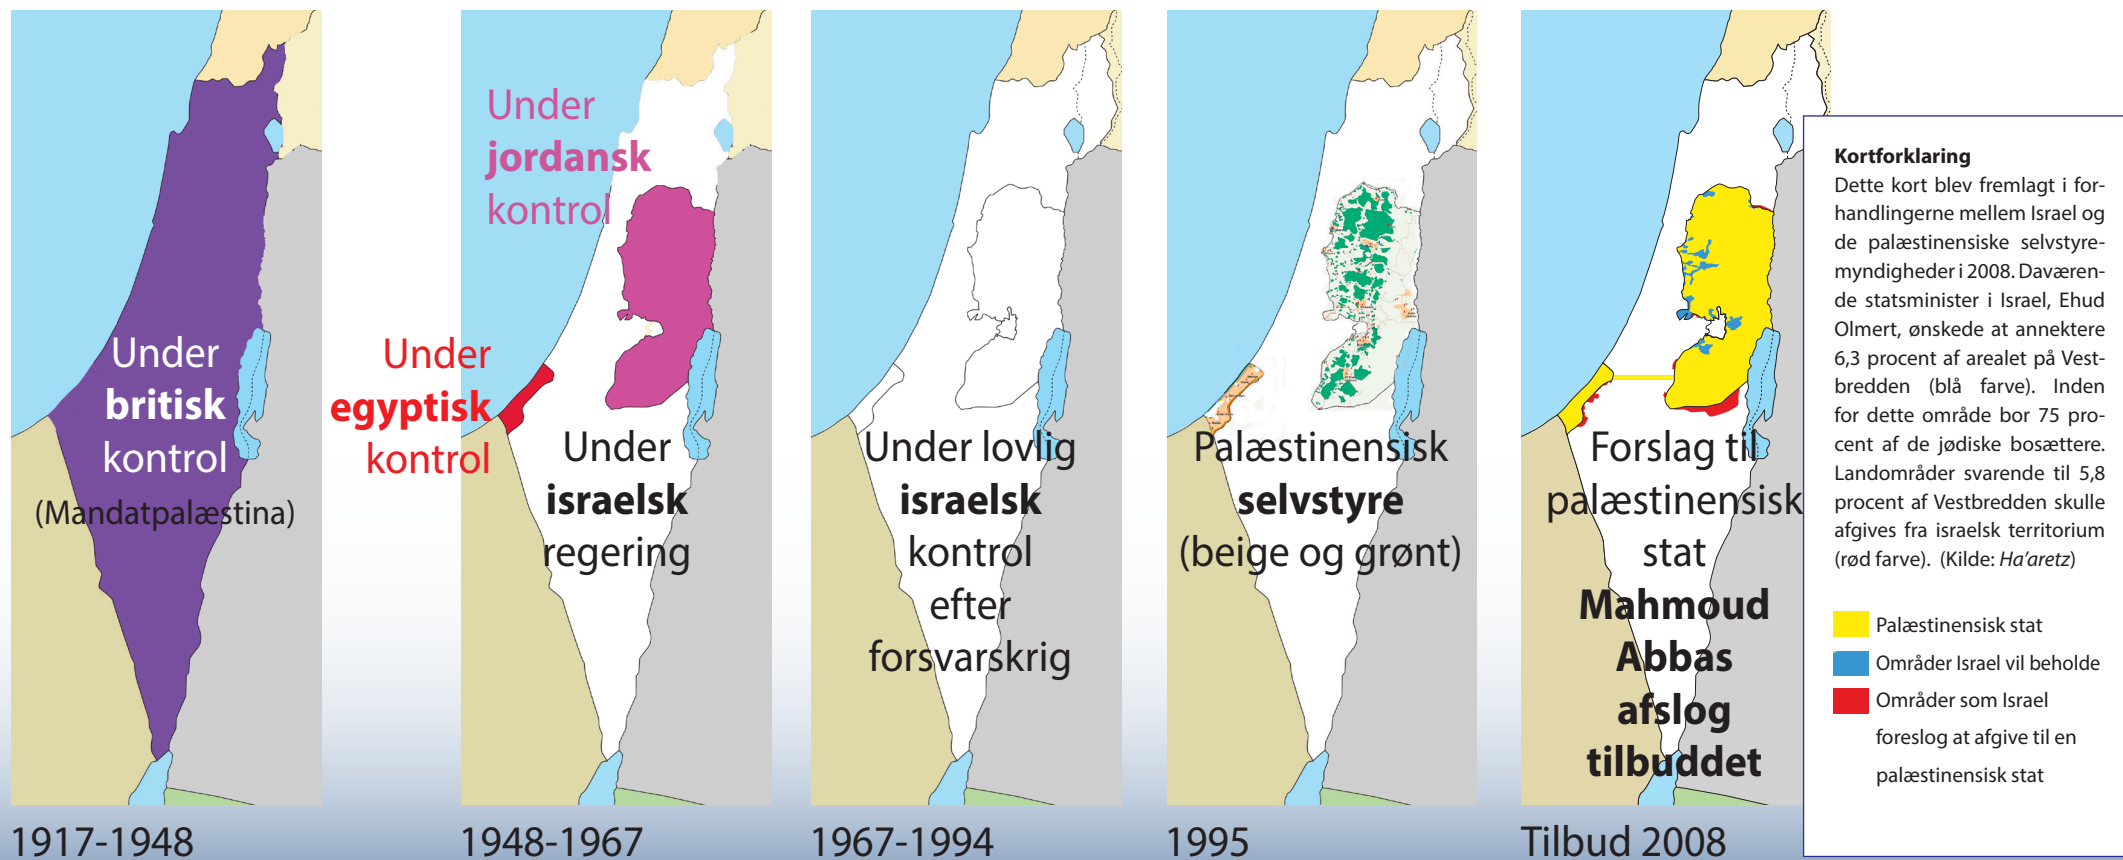 Under
britisk
kontrol
(Mandatpalæstina)
1917-1948
Under
jordansk
kontrol
Under
egyptisk
kontrol
Under
israelsk
regering
1948-1967
Under lovlig
israelsk
kontrol
efter
forsvarskrig
1967-1994
Palæstinensisk
selvstyre
(beige og grønt)
1995
Forslag til
palæstinensisk
stat
Mahmoud
Abbas
afslog
tilbuddet
Tilbud 2008
Kortforklaring
Dette kort blev fremlagt i for-
handlingerne mellem Israel og
de palæstinensiske selvstyre-
myndigheder i 2008. Daværen-
de statsminister i Israel, Ehud
Olmert, ønskede at annektere
6,3 procent af arealet på Vest-
bredden (blå farve). Inden
for dette område bor 75 pro-
cent af de jødiske bosættere.
Landområder svarende til 5,8
procent af Vestbredden skulle
afgives fra israelsk territorium
(rød farve). (Kilde: Ha'aretz)
Palæstinensisk stat
Områder Israel vil beholde
Områder som Israel
foreslog at afgive til en
palæstinensisk stat